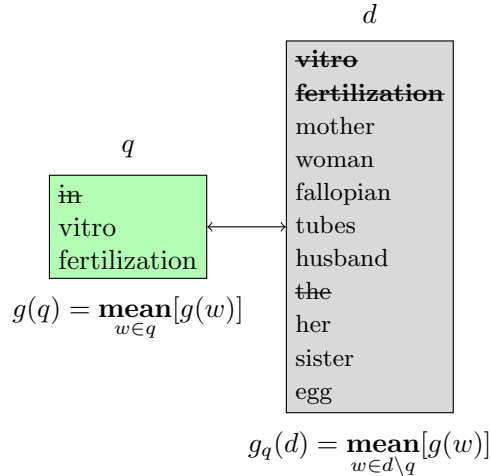 q
in
vitro
fertilization
g(q) = mean[g(w)]
w∈q
d
vitro
fertilization
mother
woman
fallopian
tubes
husband
the
her
sister
egg
g_q(d) = mean[g(w)]
w∈d\q